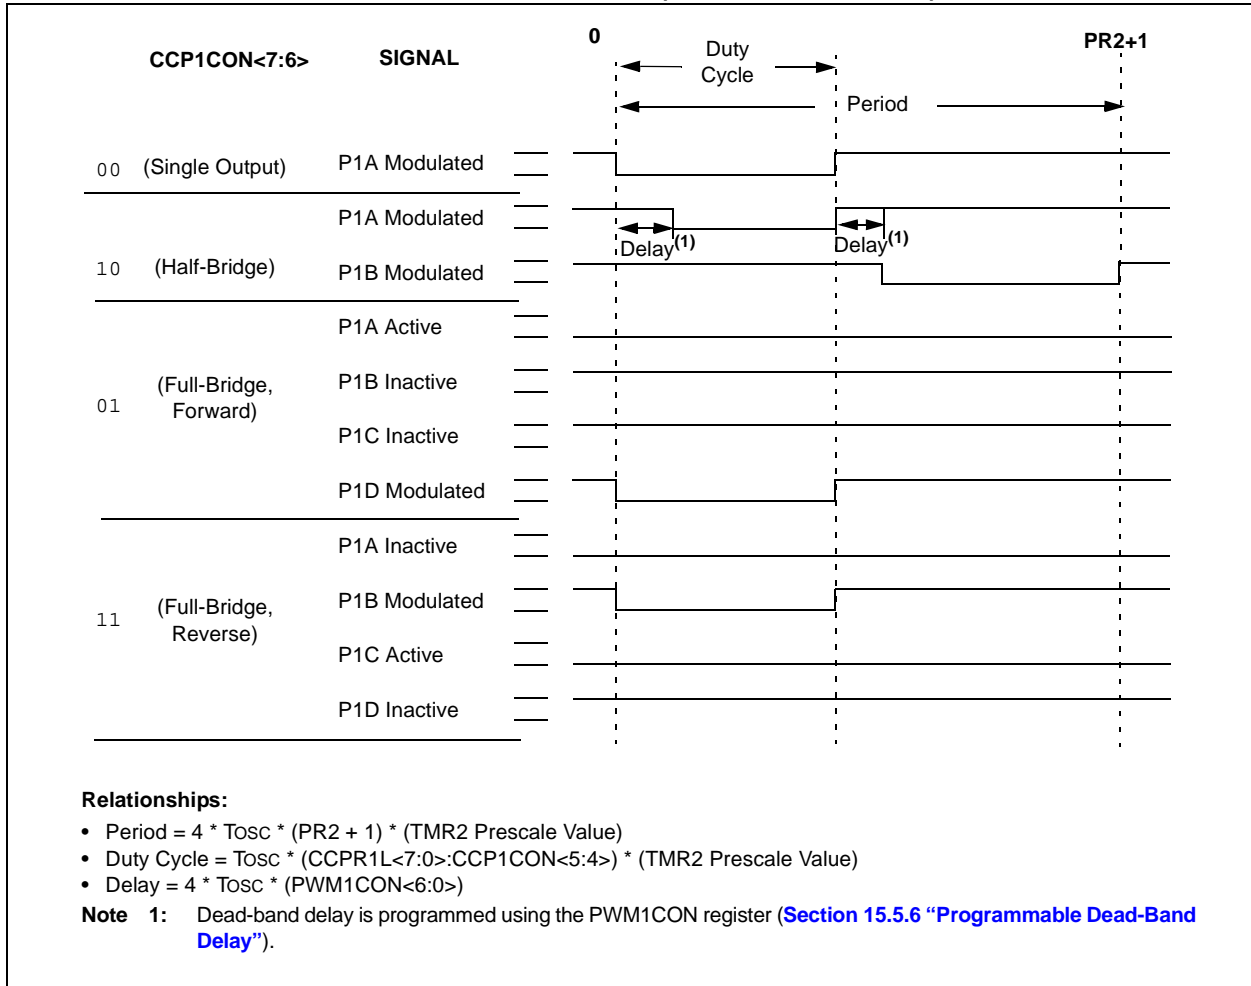 CCP1CON<7:6> SIGNAL 0 Duty Cycle PR2+1
Period
00 (Single Output) P1A Modulated
P1A Modulated
Delay(1) Delay(1)
10 (Half-Bridge) P1B Modulated
P1A Active
P1B Inactive
01 (Full-Bridge, Forward)
P1C Inactive
P1D Modulated
P1A Inactive
P1B Modulated
11 (Full-Bridge, Reverse)
P1C Active
P1D Inactive
Relationships:
• Period = 4 * TOSC * (PR2 + 1) * (TMR2 Prescale Value)
• Duty Cycle = TOSC * (CCPR1L<7:0>:CCP1CON<5:4>) * (TMR2 Prescale Value)
• Delay = 4 * TOSC * (PWM1CON<6:0>)
Note 1: Dead-band delay is programmed using the PWM1CON register (Section 15.5.6 “Programmable Dead-Band
Delay”).